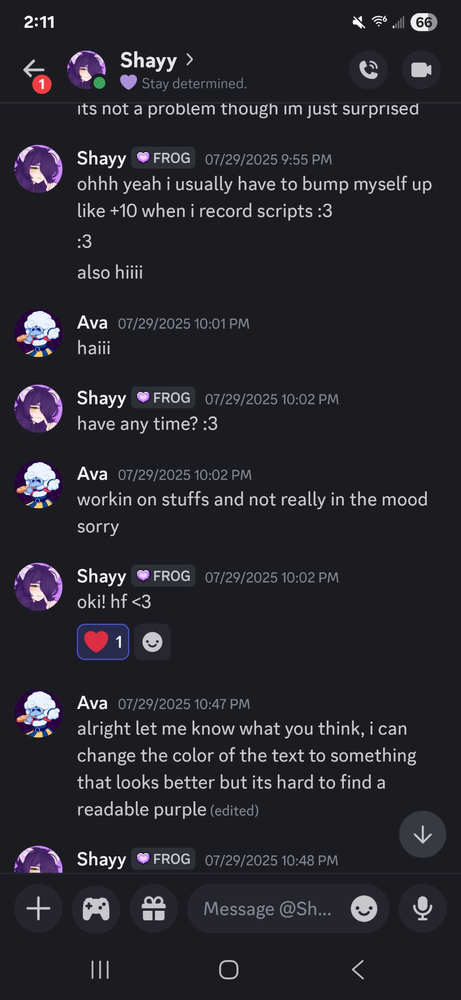 2:11
6
66
1
Shayy
Stay determined.
its not a problem though im just surprised
Shayy FROG 07/29/2025 9:55 PM
ohhh yeah i usually have to bump myself up
like +10 when i record scripts :3
:3
also hiiii
Ava 07/29/2025 10:01 PM
haiii
Shayy FROG 07/29/2025 10:02 PM
have any time? :3
Ava 07/29/2025 10:02 PM
workin on stuffs and not really in the mood
sorry
Shayy FROG 07/29/2025 10:02 PM
oki! hf <3
1
Ava 07/29/2025 10:47 PM
alright let me know what you think, i can
change the color of the text to something
that looks better but its hard to find a
readable purple (edited)
Shayy FROG 07/29/2025 10:48 PM
Message @Sh...